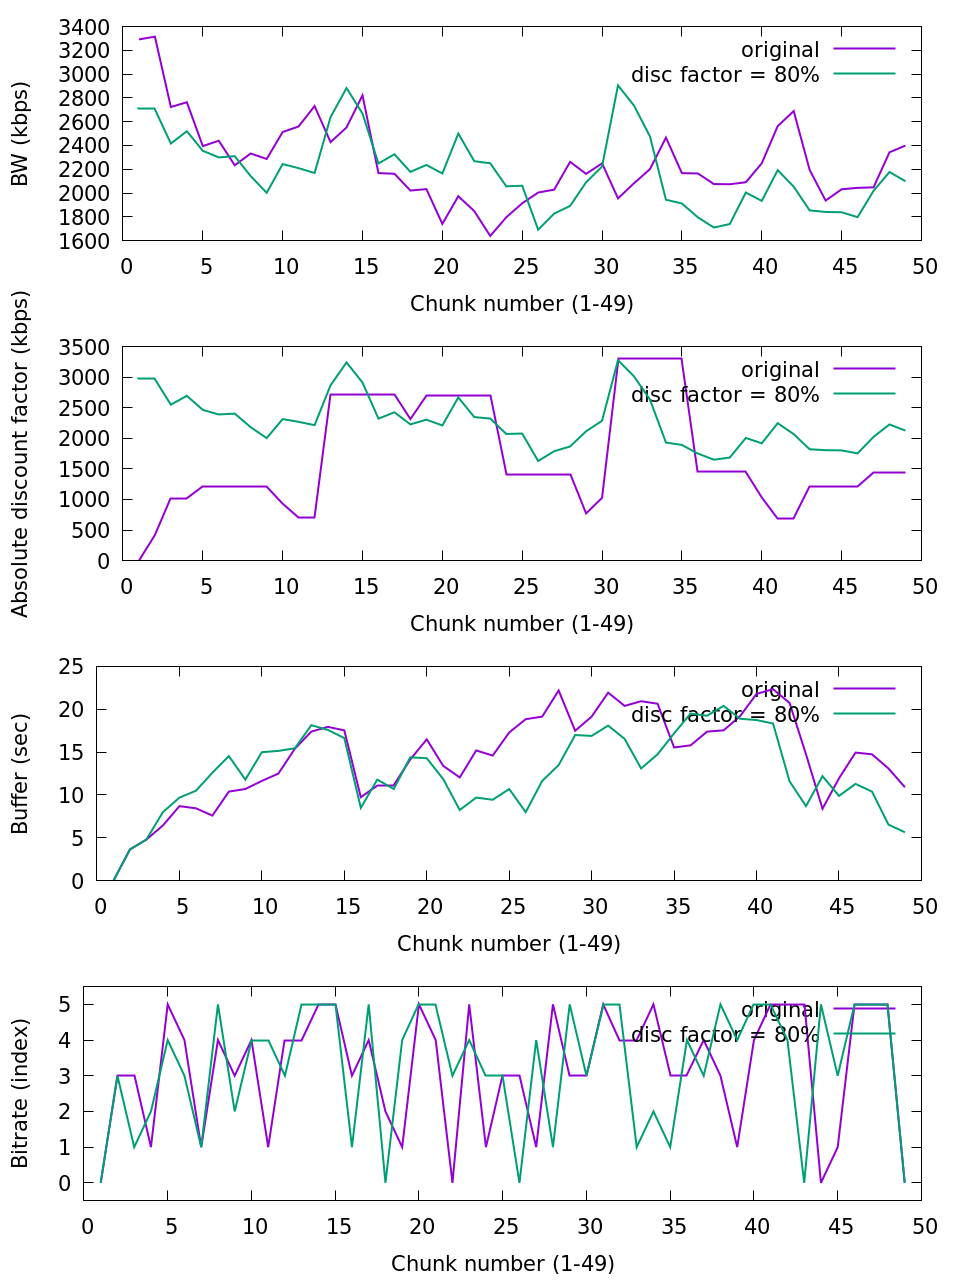 3400
3200
3000
2800
2600
2400
2200
2000
1800
1600
BW (kbps)
original
disc factor = 80%
0 5 10 15 20 25 30 35 40 45 50
Chunk number (1-49)
3500
3000
2500
2000
1500
1000
500
0
Absolute discount factor (kbps)
original
disc factor = 80%
0 5 10 15 20 25 30 35 40 45 50
Chunk number (1-49)
25
20
15
10
5
0
Buffer (sec)
original
disc factor = 80%
0 5 10 15 20 25 30 35 40 45 50
Chunk number (1-49)
5
4
3
2
1
0
Bitrate (index)
original
disc factor = 80%
0 5 10 15 20 25 30 35 40 45 50
Chunk number (1-49)